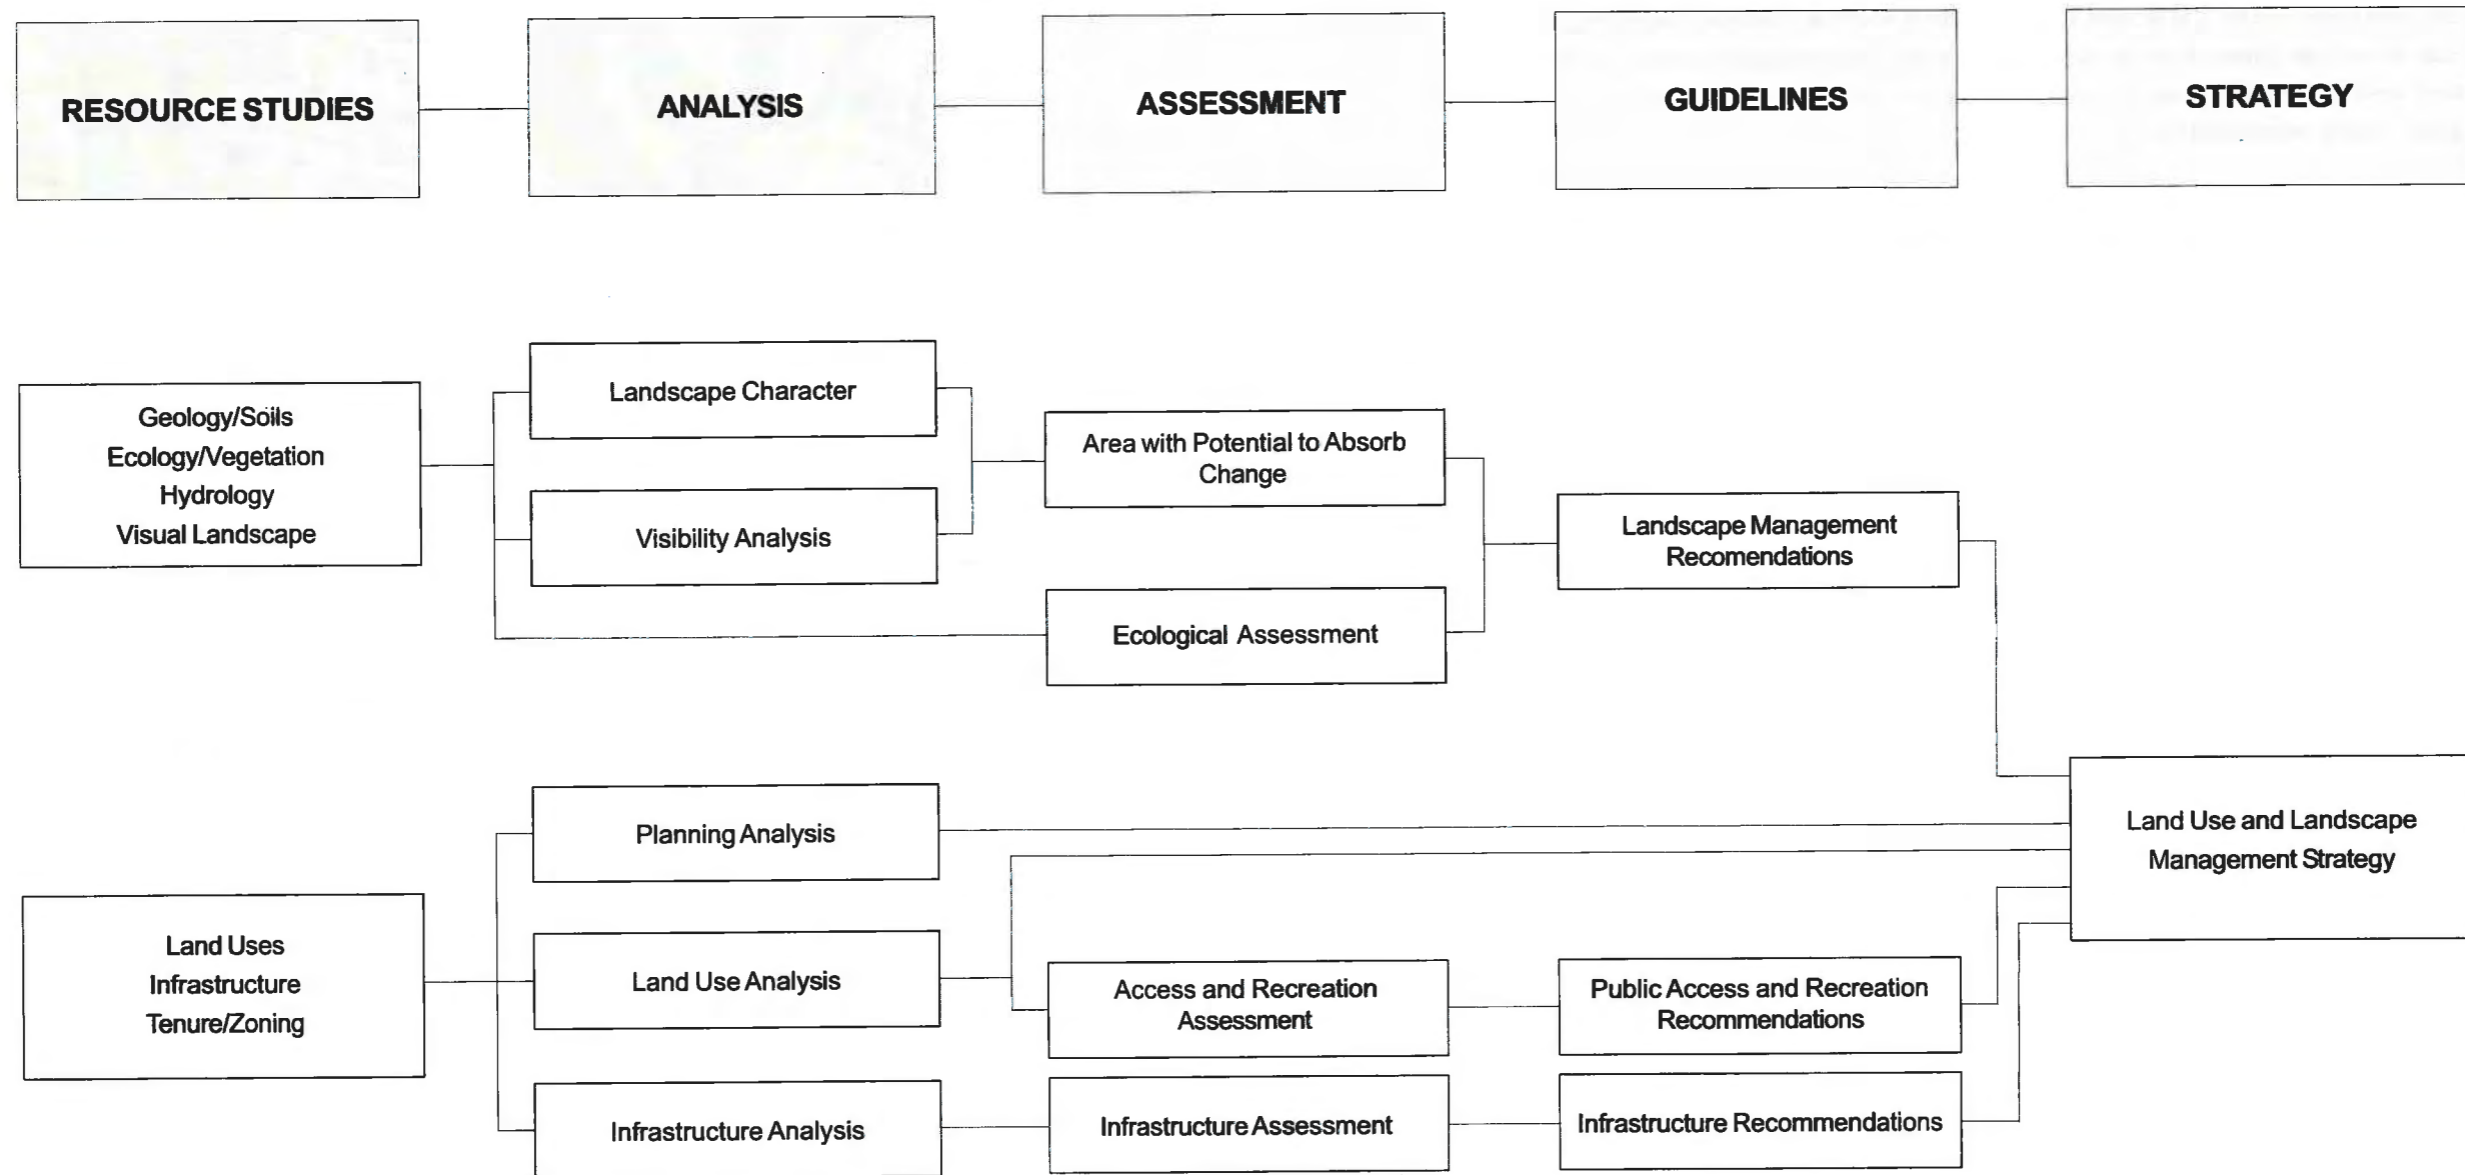 RESOURCE STUDIES
ANALYSIS
ASSESSMENT
GUIDELINES
STRATEGY
Geology/Soils
Ecology/Vegetation
Hydrology
Visual Landscape
Landscape Character
Visibility Analysis
Area with Potential to Absorb
Change
Ecological Assessment
Landscape Management
Recomendations
Land Uses
Infrastructure
Tenure/Zoning
Planning Analysis
Land Use Analysis
Infrastructure Analysis
Access and Recreation
Assessment
Infrastructure Assessment
Public Access and Recreation
Recommendations
Infrastructure Recommendations
Land Use and Landscape
Management Strategy